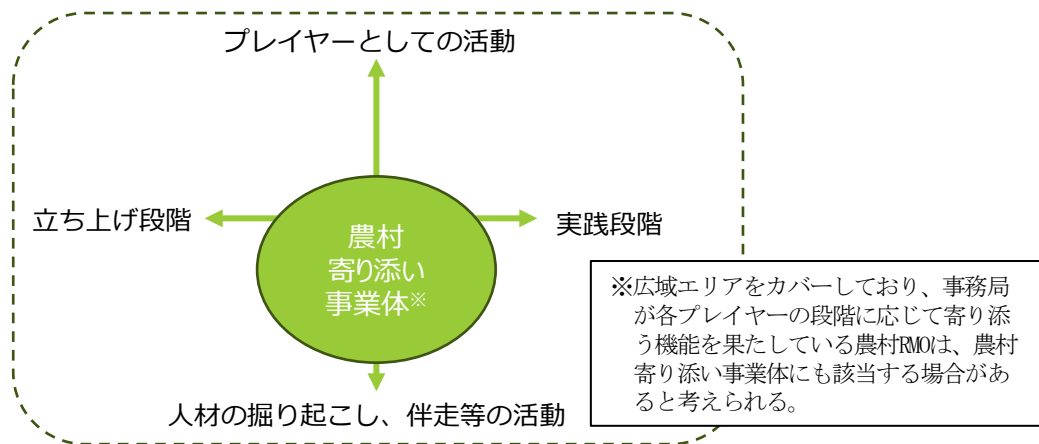 プレイヤーとしての活動
立ち上げ段階
実践段階
農村
寄り添い
事業体※
※広域エリアをカバーしており、事務局
が各プレイヤーの段階に応じて寄り添
う機能を果たしている農村RMOは、農村
寄り添い事業体にも該当する場合があ
ると考えられる。
人材の掘り起こし、伴走等の活動